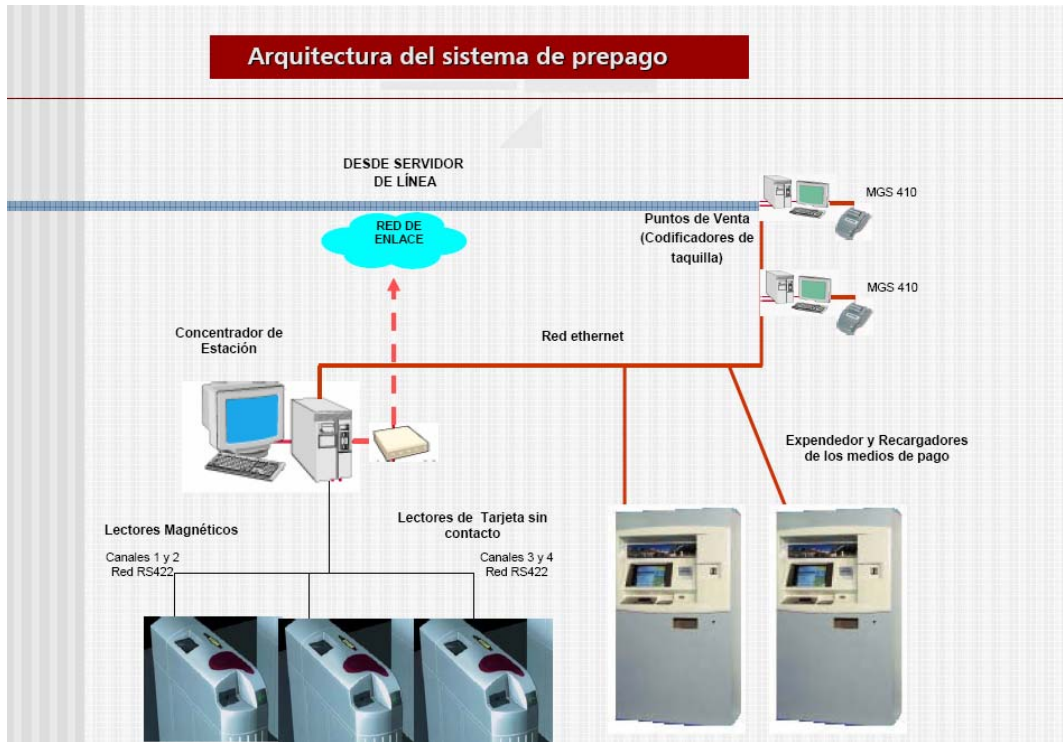 Arquitectura del sistema de prepago
DESDE SERVIDOR
DE LÍNEA
RED DE
ENLACE
MGS 410
Puntos de Venta
(Codificadores de
taquilla)
MGS 410
Red ethernet
Concentrador de
Estación
Expendedor y Recargadores
de los medios de pago
Lectores Magnéticos
Canales 1 y 2
Red RS422
Lectores de Tarjeta sin
contacto
Canales 3 y 4
Red RS422